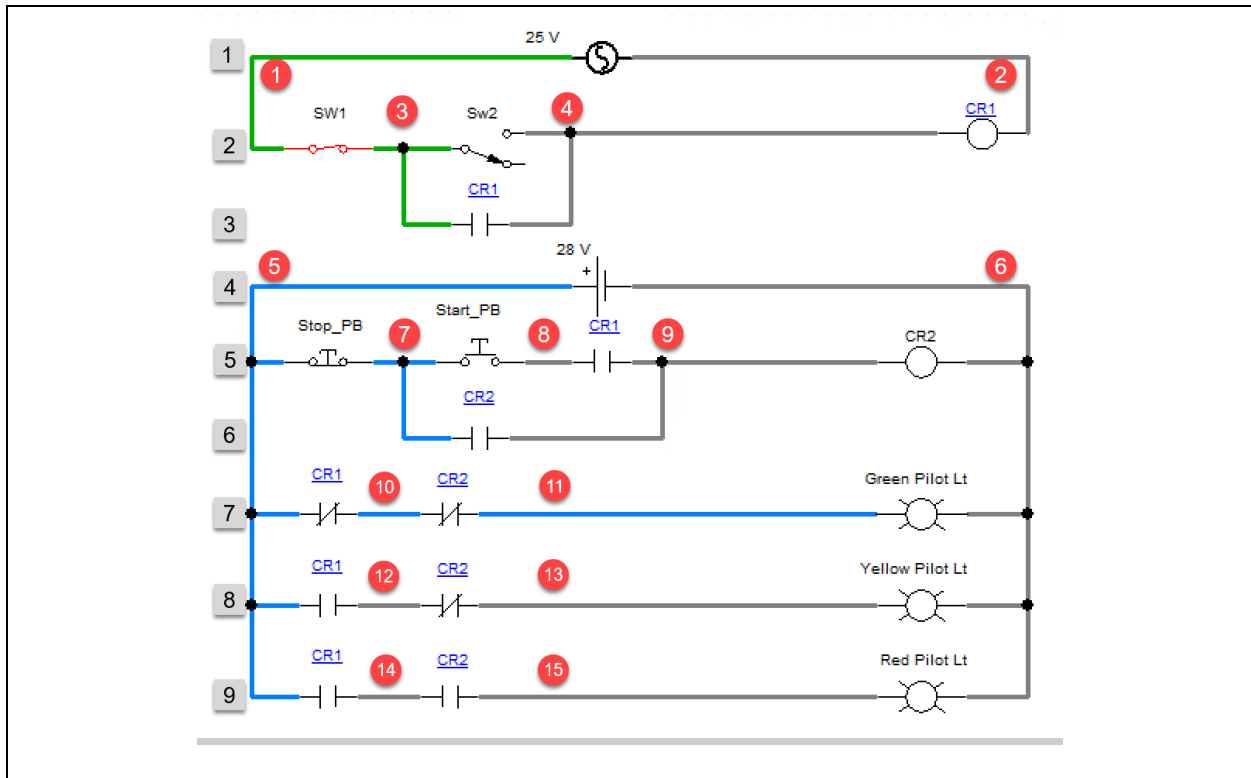 25 V
1
1
2
CR1
SW1
3
Sw2
4
2
CR1
3
28 V
5
+
6
4
Stop_PB
7
Start_PB
8
CR1
9
CR2
5
CR2
6
CR1
10
CR2
11
Green Pilot Lt
7
CR1
12
CR2
13
Yellow Pilot Lt
8
CR1
14
CR2
15
Red Pilot Lt
9